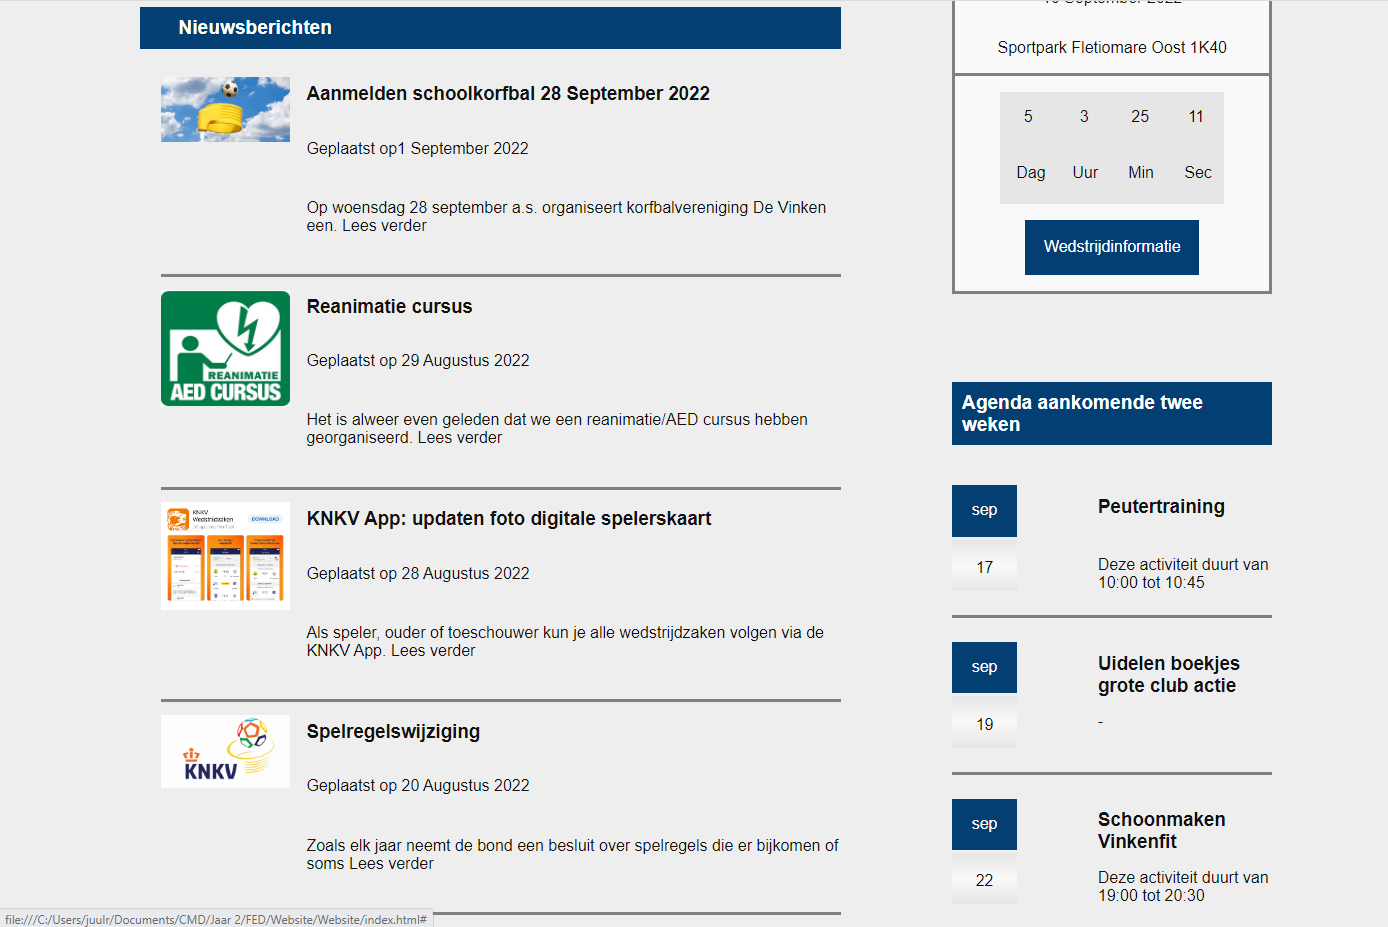 Nieuwsberichten
Aanmelden schoolkorfbal 28 September 2022
Geplaatst op1 September 2022
Op woensdag 28 september a.s. organiseert korfbalvereniging De Vinken
een. Lees verder
REANIMATIE
AED CURSUS
Reanimatie cursus
Geplaatst op 29 Augustus 2022
Het is alweer even geleden dat we een reanimatie/AED cursus hebben
georganiseerd. Lees verder
KNKV
Wedstrijdzaken
DOWNLOAD
KNKV App: updaten foto digitale spelerskaart
Geplaatst op 28 Augustus 2022
Als speler, ouder of toeschouwer kun je alle wedstrijdzaken volgen via de
KNKV App. Lees verder
KNKV
Spelregelswijziging
Geplaatst op 20 Augustus 2022
Zoals elk jaar neemt de bond een besluit over spelregels die er bijkomen of
soms Lees verder
September 2022
Sportpark Fletiomare Oost 1K40
5 3 25 11
Dag Uur Min Sec
Wedstrijdinformatie
Agenda aankomende twee
weken
sep
17
Peutertraining
Deze activiteit duurt van
10:00 tot 10:45
sep
19
Uidelen boekjes
grote club actie
-
sep
22
Schoonmaken
Vinkenfit
Deze activiteit duurt van
19:00 tot 20:30
file:///C:/Users/juulr/Documents/CMD/Jaar 2/FED/Website/Website/index.html#